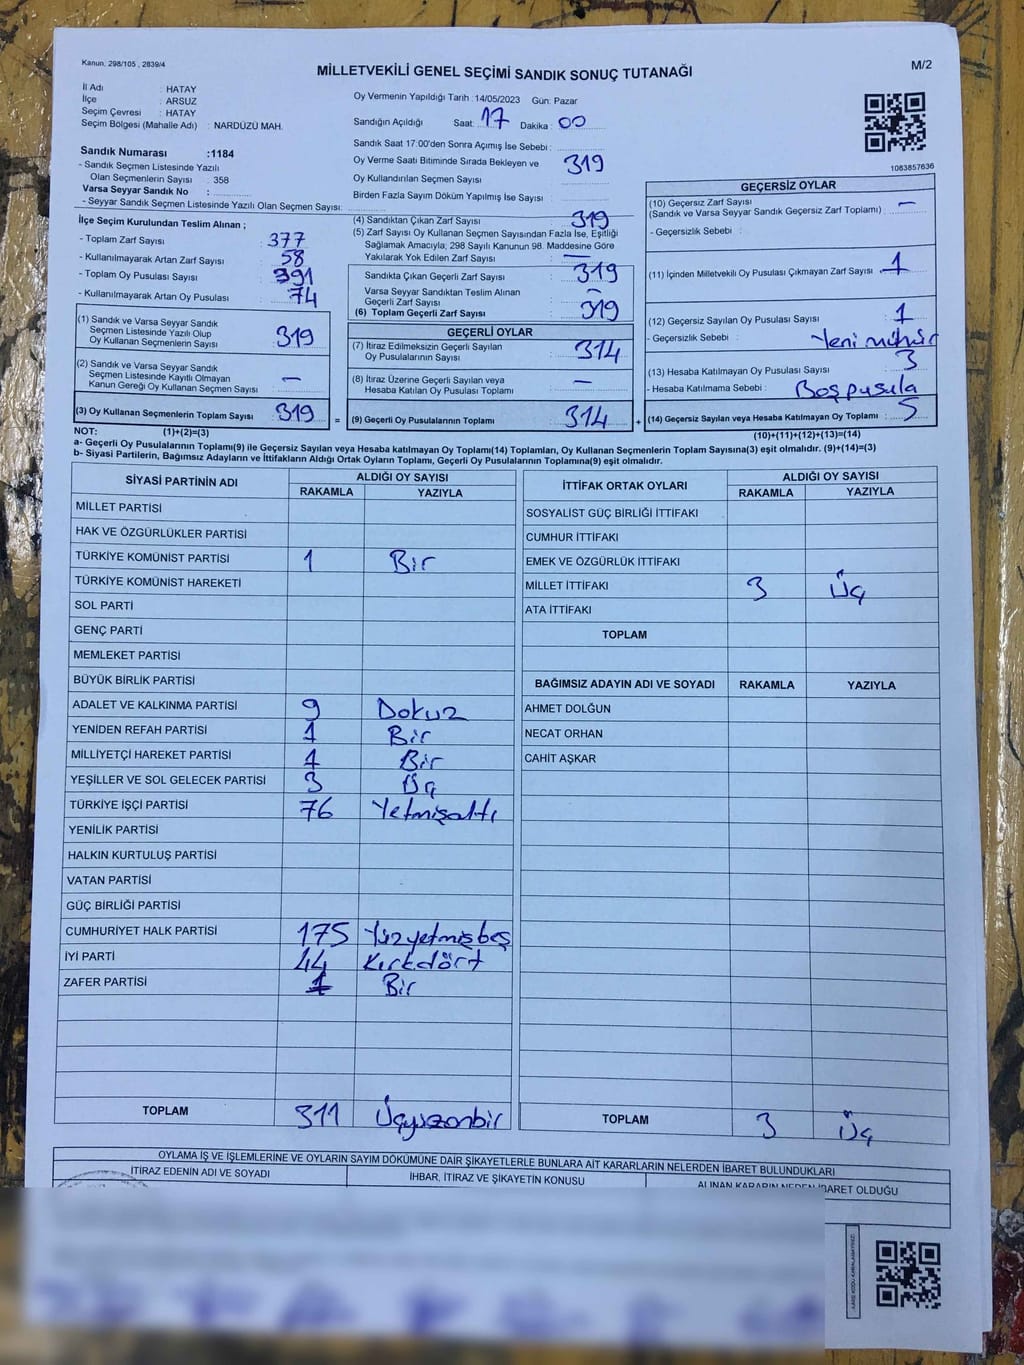 Kanun. 298/105 , 2839/4
MİLLETVEKİLİ GENEL SEÇİMİ SANDIK SONUÇ TUTANAĞI
M/2
İl Adı : HATAY
İlçe : ARSUZ
Seçim Çevresi : HATAY
Seçim Bölgesi (Mahalle Adı) : NARDÜZÜ MAH.
Sandık Numarası :1184
- Sandık Seçmen Listesinde Yazılı
Olan Seçmenlerin Sayısı : 358
Varsa Seyyar Sandık No :
- Seyyar Sandık Seçmen Listesinde Yazılı Olan Seçmen Sayısı:
Oy Vermenin Yapıldığı Tarih :14/05/2023 Gün: Pazar
Sandığın Açıldığı Saat: 17 Dakika : 00
Sandık Saat 17:00'den Sonra Açımış İse Sebebi :
Oy Verme Saati Bitiminde Sırada Bekleyen ve
Oy Kullandırılan Seçmen Sayısı : 319
Birden Fazla Sayım Döküm Yapılmış İse Sayısı :
1083857636
İlçe Seçim Kurulundan Teslim Alınan ;
- Toplam Zarf Sayısı : 377
- Kullanılmayarak Artan Zarf Sayısı : 58
- Toplam Oy Pusulası Sayısı : 391
- Kullanılmayarak Artan Oy Pusulası : 74
(1) Sandık ve Varsa Seyyar Sandık
Seçmen Listesinde Yazılı Olup
Oy Kullanan Seçmenlerin Sayısı : 319
(2) Sandık ve Varsa Seyyar Sandık
Seçmen Listesinde Kayıtlı Olmayan
Kanun Gereği Oy Kullanan Seçmen Sayısı : —
(3) Oy Kullanan Seçmenlerin Toplam Sayısı : 319 =
(4) Sandıktan Çıkan Zarf Sayısı : 319
(5) Zarf Sayısı Oy Kullanan Seçmen Sayısından Fazla İse, Eşitliği
Sağlamak Amacıyla; 298 Sayılı Kanunun 98. Maddesine Göre
Yakılarak Yok Edilen Zarf Sayısı : —
Sandıkta Çıkan Geçerli Zarf Sayısı : 319
Varsa Seyyar Sandıktan Teslim Alınan
Geçerli Zarf Sayısı : —
(6) Toplam Geçerli Zarf Sayısı : 319
GEÇERLİ OYLAR
(7) İtiraz Edilmeksizin Geçerli Sayılan
Oy Pusulalarının Sayısı : 314
(8) İtiraz Üzerine Geçerli Sayılan veya
Hesaba Katılan Oy Pusulası Toplamı : —
(9) Geçerli Oy Pusulalarının Toplamı : 314 +
GEÇERSİZ OYLAR
(10) Geçersiz Zarf Sayısı
(Sandık ve Varsa Seyyar Sandık Geçersiz Zarf Toplamı) : —
- Geçersizlik Sebebi :
(11) İçinden Milletvekili Oy Pusulası Çıkmayan Zarf Sayısı : 1
(12) Geçersiz Sayılan Oy Pusulası Sayısı : 1
- Geçersizlik Sebebi : Yeni mühür
(13) Hesaba Katılmayan Oy Pusulası Sayısı : 3
- Hesaba Katılmama Sebebi : Boş pusula
(14) Geçersiz Sayılan veya Hesaba Katılmayan Oy Toplamı : 5
NOT: (1)+(2)=(3) (10)+(11)+(12)+(13)=(14)
a- Geçerli Oy Pusulalarının Toplamı(9) ile Geçersiz Sayılan veya Hesaba katılmayan Oy Toplamı(14) Toplamları, Oy Kullanan Seçmenlerin Toplam Sayısına(3) eşit olmalıdır. (9)+(14)=(3)
b- Siyasi Partilerin, Bağımsız Adayların ve İttifakların Aldığı Ortak Oyların Toplamı, Geçerli Oy Pusulalarının Toplamına(9) eşit olmalıdır.
SİYASİ PARTİNİN ADI ALDIĞI OY SAYISI
RAKAMLA YAZIYLA
MİLLET PARTİSİ
HAK VE ÖZGÜRLÜKLER PARTİSİ
TÜRKİYE KOMÜNİST PARTİSİ 1 Bir
TÜRKİYE KOMÜNİST HAREKETİ
SOL PARTİ
GENÇ PARTİ
MEMLEKET PARTİSİ
BÜYÜK BİRLİK PARTİSİ
ADALET VE KALKINMA PARTİSİ 9 Dokuz
YENİDEN REFAH PARTİSİ 1 Bir
MİLLİYETÇİ HAREKET PARTİSİ 1 Bir
YEŞİLLER VE SOL GELECEK PARTİSİ 3 Üç
TÜRKİYE İŞÇİ PARTİSİ 76 Yetmişaltı
YENİLİK PARTİSİ
HALKIN KURTULUŞ PARTİSİ
VATAN PARTİSİ
GÜÇ BİRLİĞİ PARTİSİ
CUMHURİYET HALK PARTİSİ 175 Yüzyetmişbeş
İYİ PARTİ 44 Kırkdört
ZAFER PARTİSİ 1 Bir
TOPLAM 311 Üçyüzonbir
İTTİFAK ORTAK OYLARI ALDIĞI OY SAYISI
RAKAMLA YAZIYLA
SOSYALİST GÜÇ BİRLİĞİ İTTİFAKI
CUMHUR İTTİFAKI
EMEK VE ÖZGÜRLÜK İTTİFAKI
MİLLET İTTİFAKI 3 Üç
ATA İTTİFAKI
TOPLAM
BAĞIMSIZ ADAYIN ADI VE SOYADI RAKAMLA YAZIYLA
AHMET DOLĞUN
NECAT ORHAN
CAHİT AŞKAR
TOPLAM 3 Üç
OYLAMA İŞ VE İŞLEMLERİNE VE OYLARIN SAYIM DÖKÜMÜNE DAİR ŞİKAYETLERLE BUNLARA AİT KARARLARIN NELERDEN İBARET BULUNDUKLARI
İTİRAZ EDENİN ADI VE SOYADI İHBAR, İTİRAZ VE ŞİKAYETİN KONUSU ALINAN KARARIN NEDEN İBARET OLDUĞU